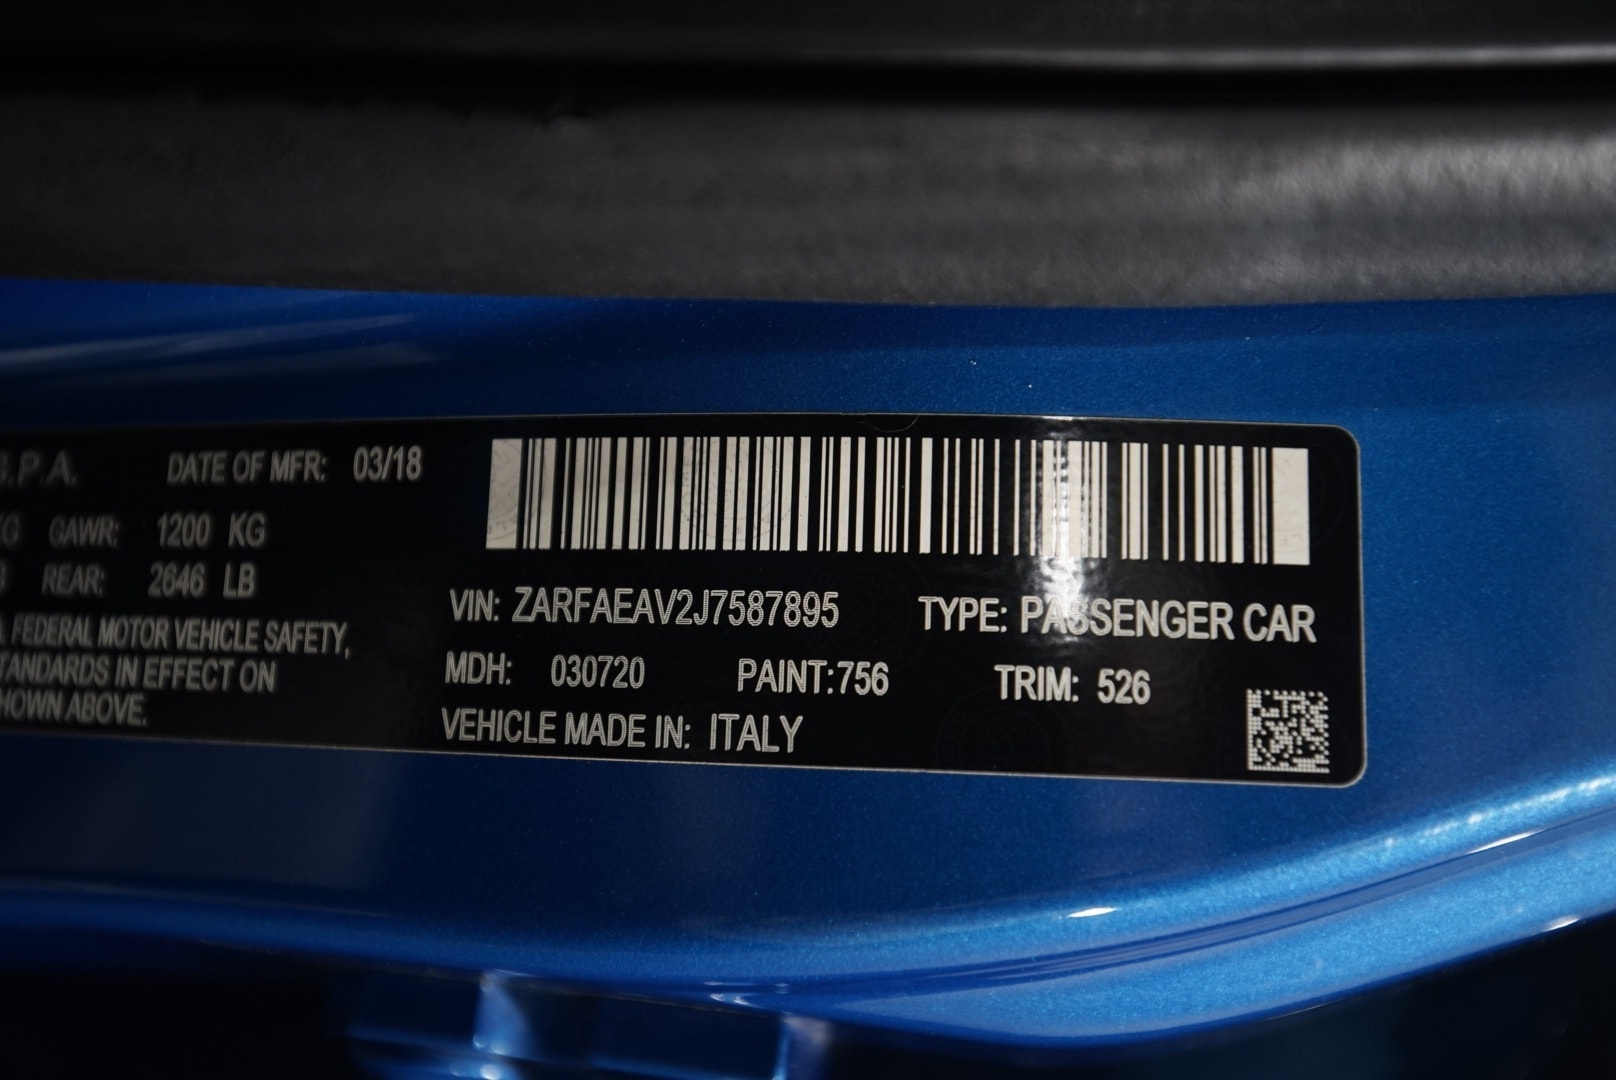 S.P.A. DATE OF MFR: 03/18
KG GAWR: 1200 KG
REAR: 2646 LB
FEDERAL MOTOR VEHICLE SAFETY,
STANDARDS IN EFFECT ON
SHOWN ABOVE.
VIN: ZARFAEAV2J7587895 TYPE: PASSENGER CAR
MDH: 030720 PAINT:756 TRIM: 526
VEHICLE MADE IN: ITALY